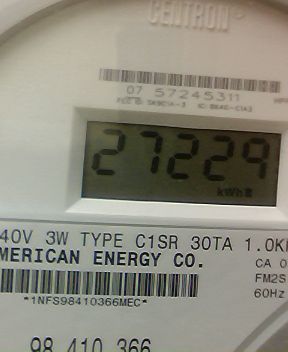 CENTRON
07 57245311
27229
kWh
40V 3W TYPE C1SR 30TA 1.0K
MERICAN ENERGY CO.
CA 0
FM2S
60Hz
*1NFS98410366MEC*
98 410 366